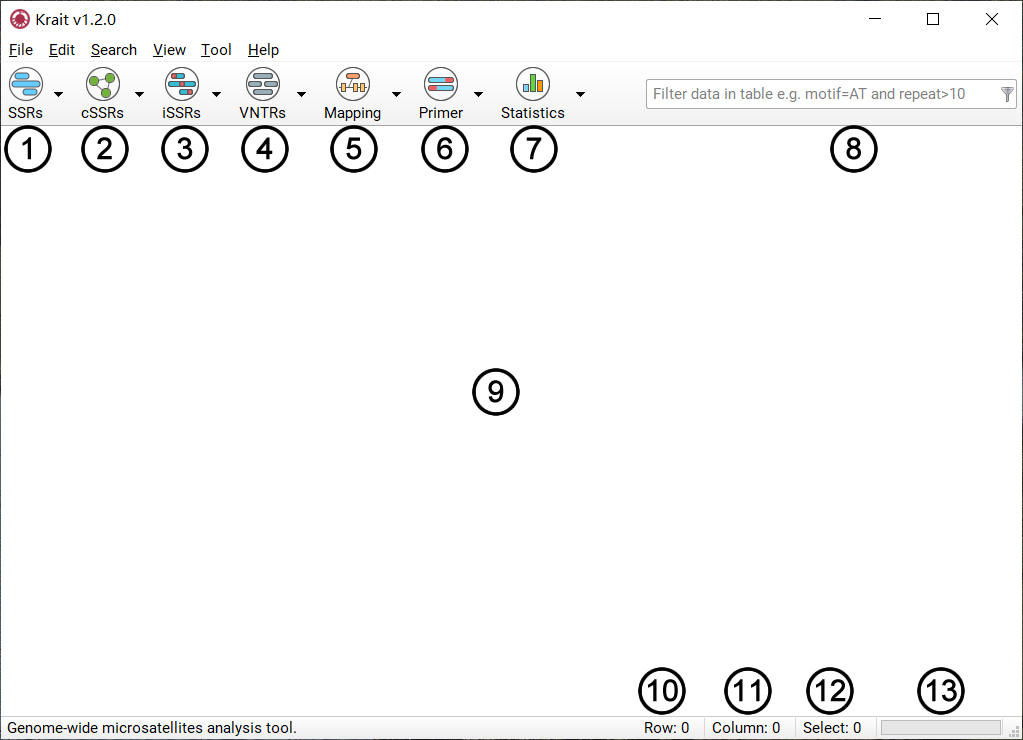 Krait v1.2.0
File Edit Search View Tool Help
SSRs cSSRs iSSRs VNTRs Mapping Primer Statistics
Filter data in table e.g. motif=AT and repeat>10
1 2 3 4 5 6 7 8
9
10 11 12 13
Genome-wide microsatellites analysis tool. Row: 0 Column: 0 Select: 0